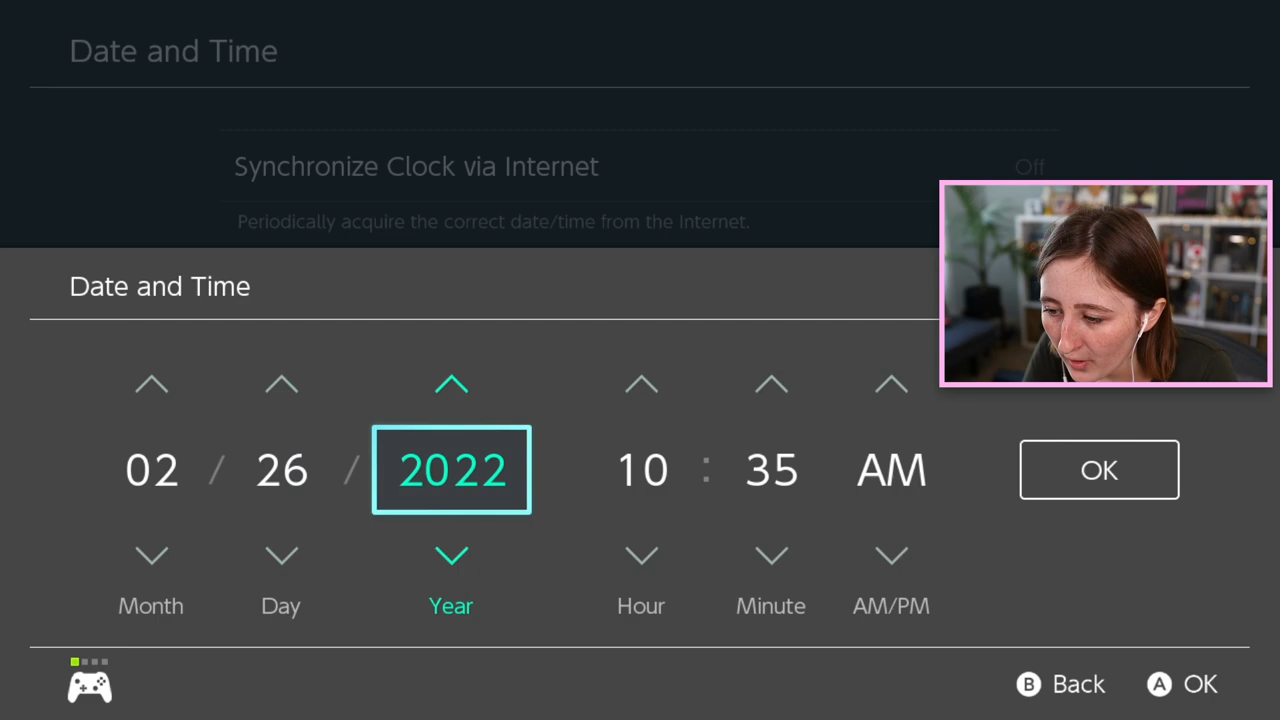 Date and Time
Synchronize Clock via Internet Off
Periodically acquire the correct date/time from the Internet.
Date and Time
02 / 26 / 2022 10 : 35 AM OK
Month Day Year Hour Minute AM/PM
B Back A OK